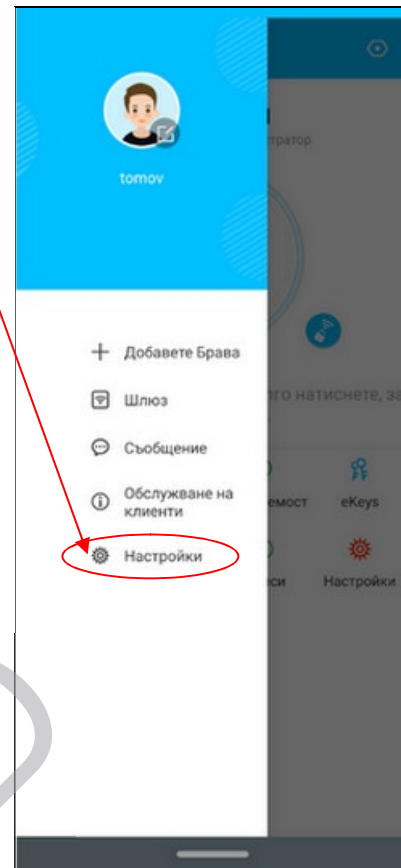 tomov
Добавете Брава
Шлюз
Съобщение
Обслужване на
клиенти
Настройки
eKeys
Настройки